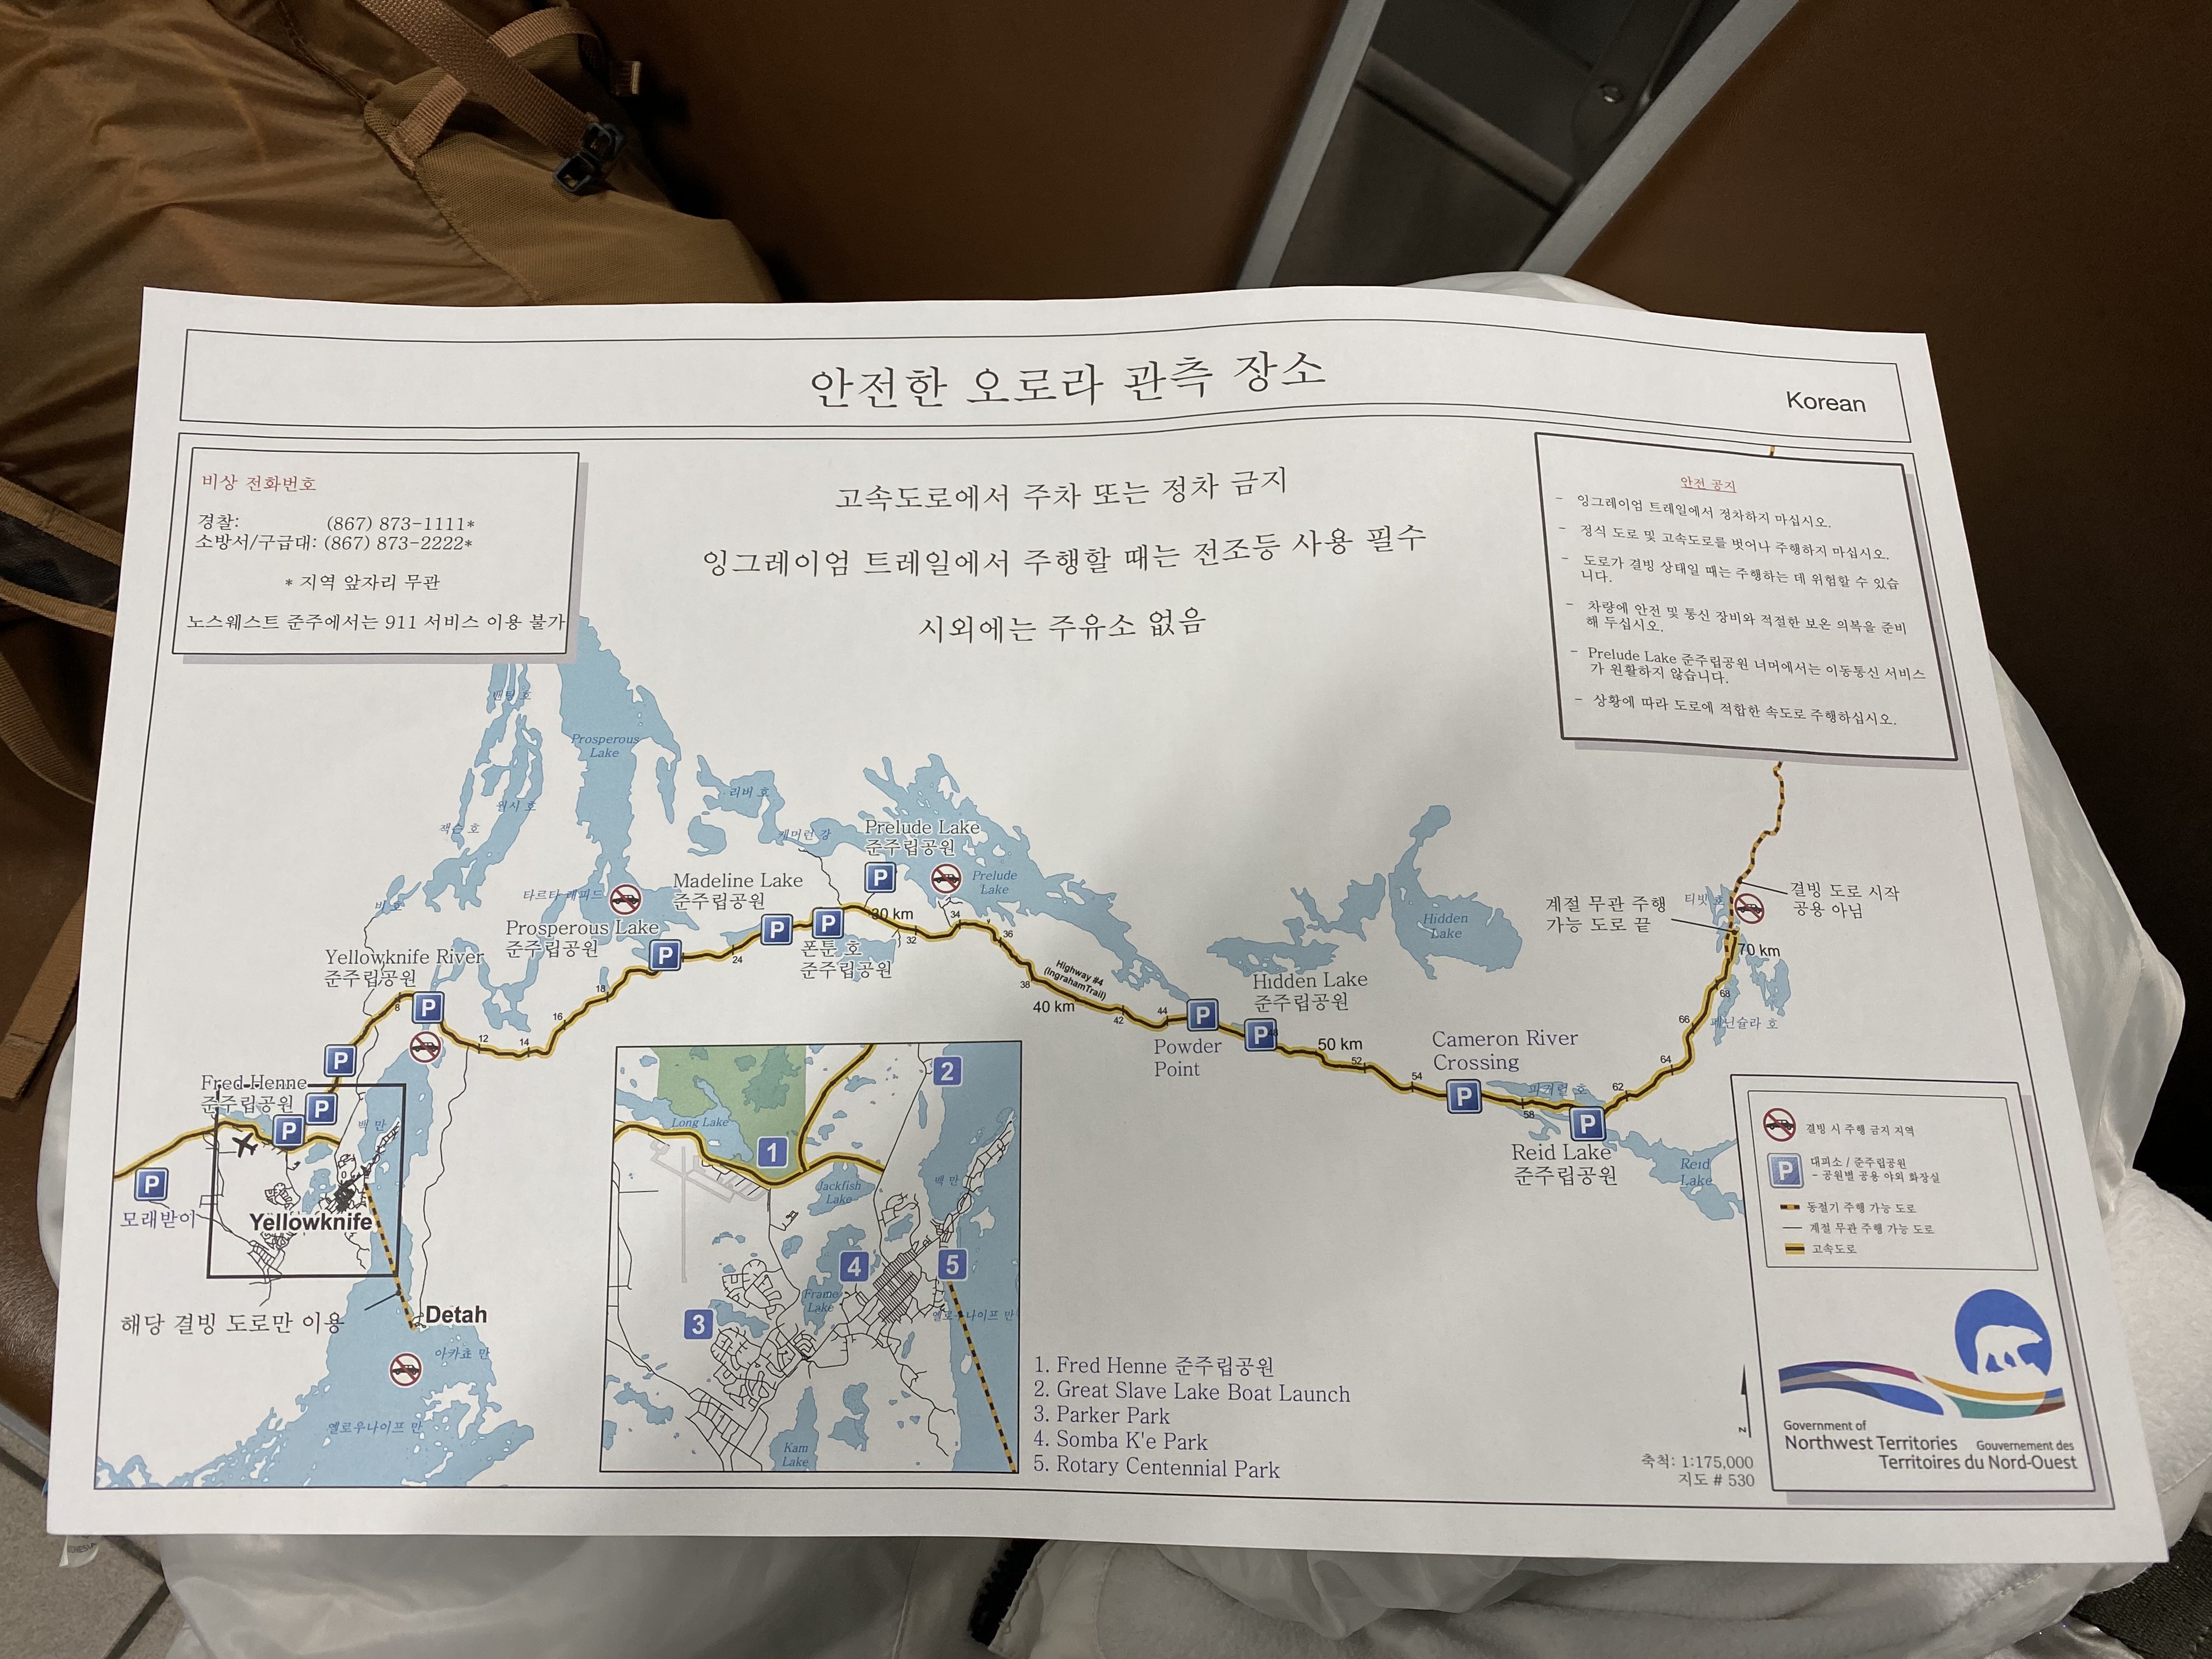 안전한 오로라 관측 장소
Korean
비상 전화번호
경찰: (867) 873-1111*
소방서/구급대: (867) 873-2222*
* 지역 앞자리 무관
노스웨스트 준주에서는 911 서비스 이용 불가
고속도로에서 주차 또는 정차 금지
잉그레이엄 트레일에서 주행할 때는 전조등 사용 필수
시외에는 주유소 없음
안전 공지
- 잉그레이엄 트레일에서 정차하지 마십시오.
- 정식 도로 및 고속도로를 벗어나 주행하지 마십시오.
- 도로가 결빙 상태일 때는 주행하는 데 위험할 수 있습
니다.
- 차량에 안전 및 통신 장비와 적절한 보온 의복을 준비
해 두십시오.
- Prelude Lake 준주립공원 너머에서는 이동통신 서비스
가 원활하지 않습니다.
- 상황에 따라 도로에 적합한 속도로 주행하십시오.
Prosperous
Lake
월시 호
잭슨 호
리버 호
캐머런 강
타르타 래피드
Prelude Lake
준주립공원
Prelude
Lake
Madeline Lake
준주립공원
Prosperous Lake
준주립공원
Yellowknife River
준주립공원
폰툰 호
준주립공원
30 km
8
12
14
16
18
24
32
34
36
38
Highway #4
(IngrahamTrail)
40 km
42
44
Hidden
Lake
Hidden Lake
준주립공원
Powder
Point
50 km
52
54
Cameron River
Crossing
58
62
64
66
68
70 km
Reid Lake
준주립공원
Reid
Lake
계절 무관 주행
가능 도로 끝
결빙 도로 시작
공용 아님
페닌슐라 호
Fred Henne
준주립공원
백 만
모래받이
Yellowknife
해당 결빙 도로만 이용
Detah
아카쵸 만
옐로우나이프 만
Long Lake
1
2
3
4
5
Jackfish
Lake
백 만
Frame
Lake
옐로우나이프 만
Kam
Lake
1. Fred Henne 준주립공원
2. Great Slave Lake Boat Launch
3. Parker Park
4. Somba K'e Park
5. Rotary Centennial Park
결빙 시 주행 금지 지역
대피소 / 준주립공원
- 공원별 공용 야외 화장실
동절기 주행 가능 도로
계절 무관 주행 가능 도로
고속도로
N
축척: 1:175,000
지도 # 530
Government of
Northwest Territories
Gouvernement des
Territoires du Nord-Ouest